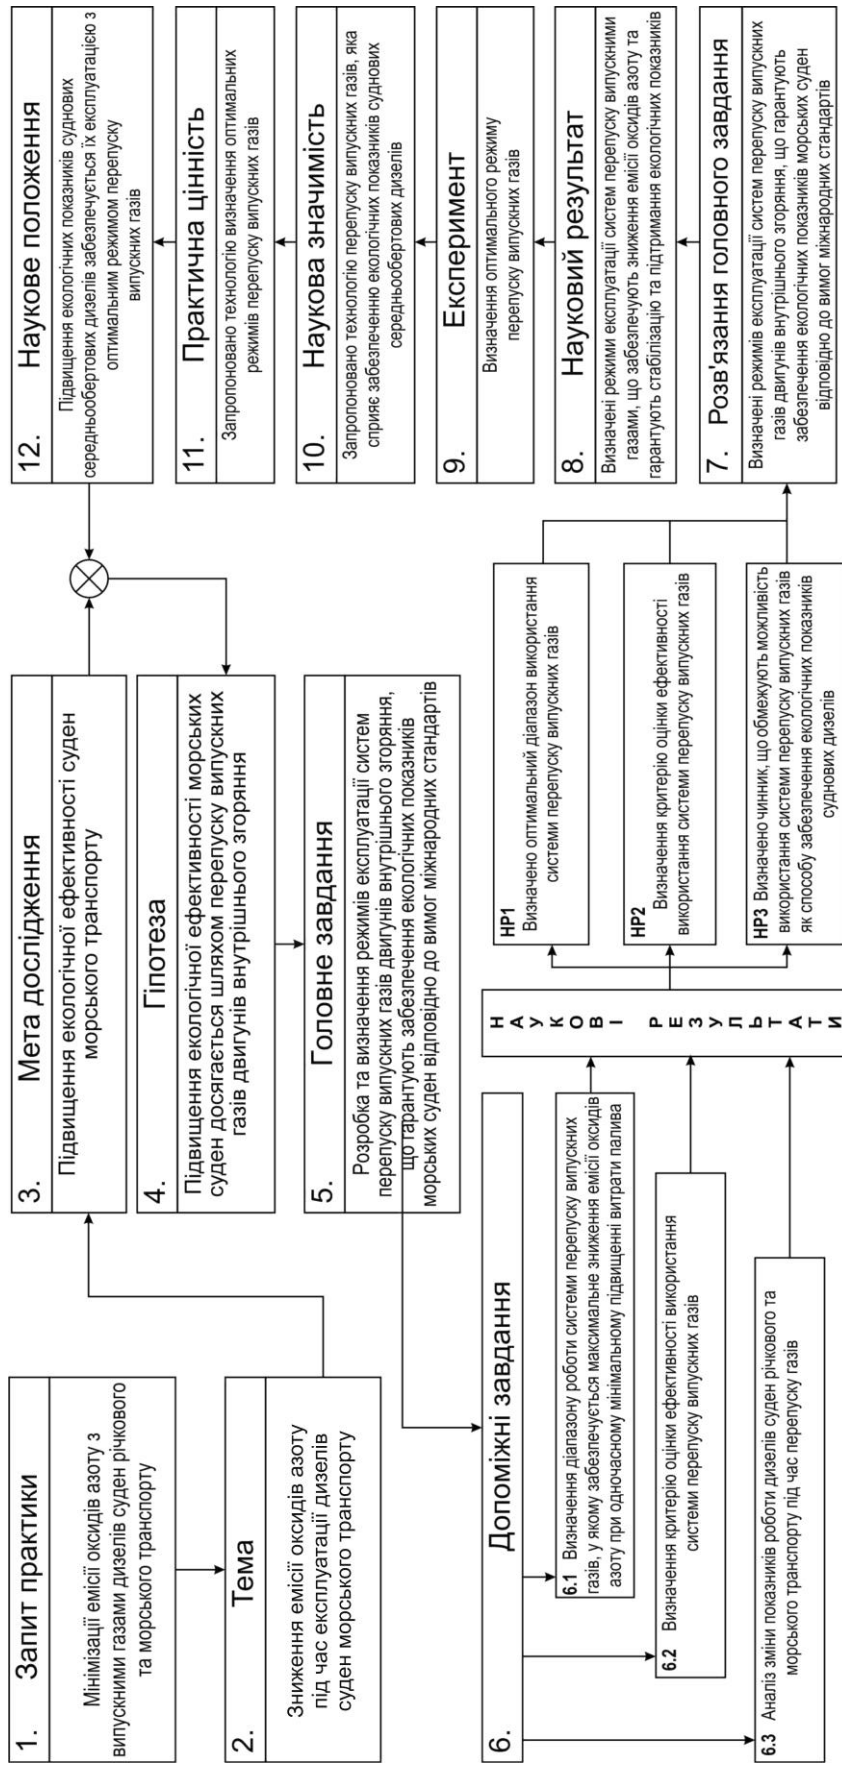 1. Запит практики
Мінімізації емісії оксидів азоту з
випускними газами дизелів суден річкового
та морського транспорту
2. Тема
Зниження емісії оксидів азоту
під час експлуатації дизелів
суден морського транспорту
3. Мета дослідження
Підвищення екологічної ефективності суден
морського транспорту
4. Гіпотеза
Підвищення екологічної ефективності морських
суден досягається шляхом перепуску випускних
газів двигунів внутрішнього згоряння
5. Головне завдання
Розробка та визначення режимів експлуатації систем
перепуску випускних газів двигунів внутрішнього згоряння,
що гарантують забезпечення екологічних показників
морських суден відповідно до вимог міжнародних стандартів
6. Допоміжні завдання
6.1 Визначення діапазону роботи системи перепуску випускних
газів, у якому забезпечується максимальне зниження емісії оксидів
азоту при одночасному мінімальному підвищенні витрати палива
6.2 Визначення критерію оцінки ефективності використання
системи перепуску випускних газів
6.3 Аналіз зміни показників роботи дизелів суден річкового та
морського транспорту під час перепуску газів
НАУКОВІ РЕЗУЛЬТАТИ
НР1
Визначено оптимальний діапазон використання
системи перепуску випускних газів
НР2
Визначення критерію оцінки ефективності
використання системи перепуску випускних газів
НР3 Визначено чинник, що обмежують можливість
використання системи перепуску випускних газів
як способу забезпечення екологічних показників
суднових дизелів
7. Розв'язання головного завдання
Визначені режимів експлуатації систем перепуску випускних
газів двигунів внутрішнього згоряння, що гарантують
забезпечення екологічних показників морських суден
відповідно до вимог міжнародних стандартів
8. Науковий результат
Визначені режими експлуатації систем перепуску випускними
газами, що забезпечують зниження емісії оксидів азоту та
гарантують стабілізацію та підтримання екологічних показників
9. Експеримент
Визначення оптимального режиму
перепуску випускних газів
10. Наукова значимість
Запропоновано технологію перепуску випускних газів, яка
сприяє забезпеченню екологічних показників суднових
середньообертових дизелів
11. Практична цінність
Запропоновано технологію визначення оптимальних
режимів перепуску випускних газів
12. Наукове положення
Підвищення екологічних показників суднових
середньообертових дизелів забезпечується їх експлуатацією з
оптимальним режимом перепуску
випускних газів